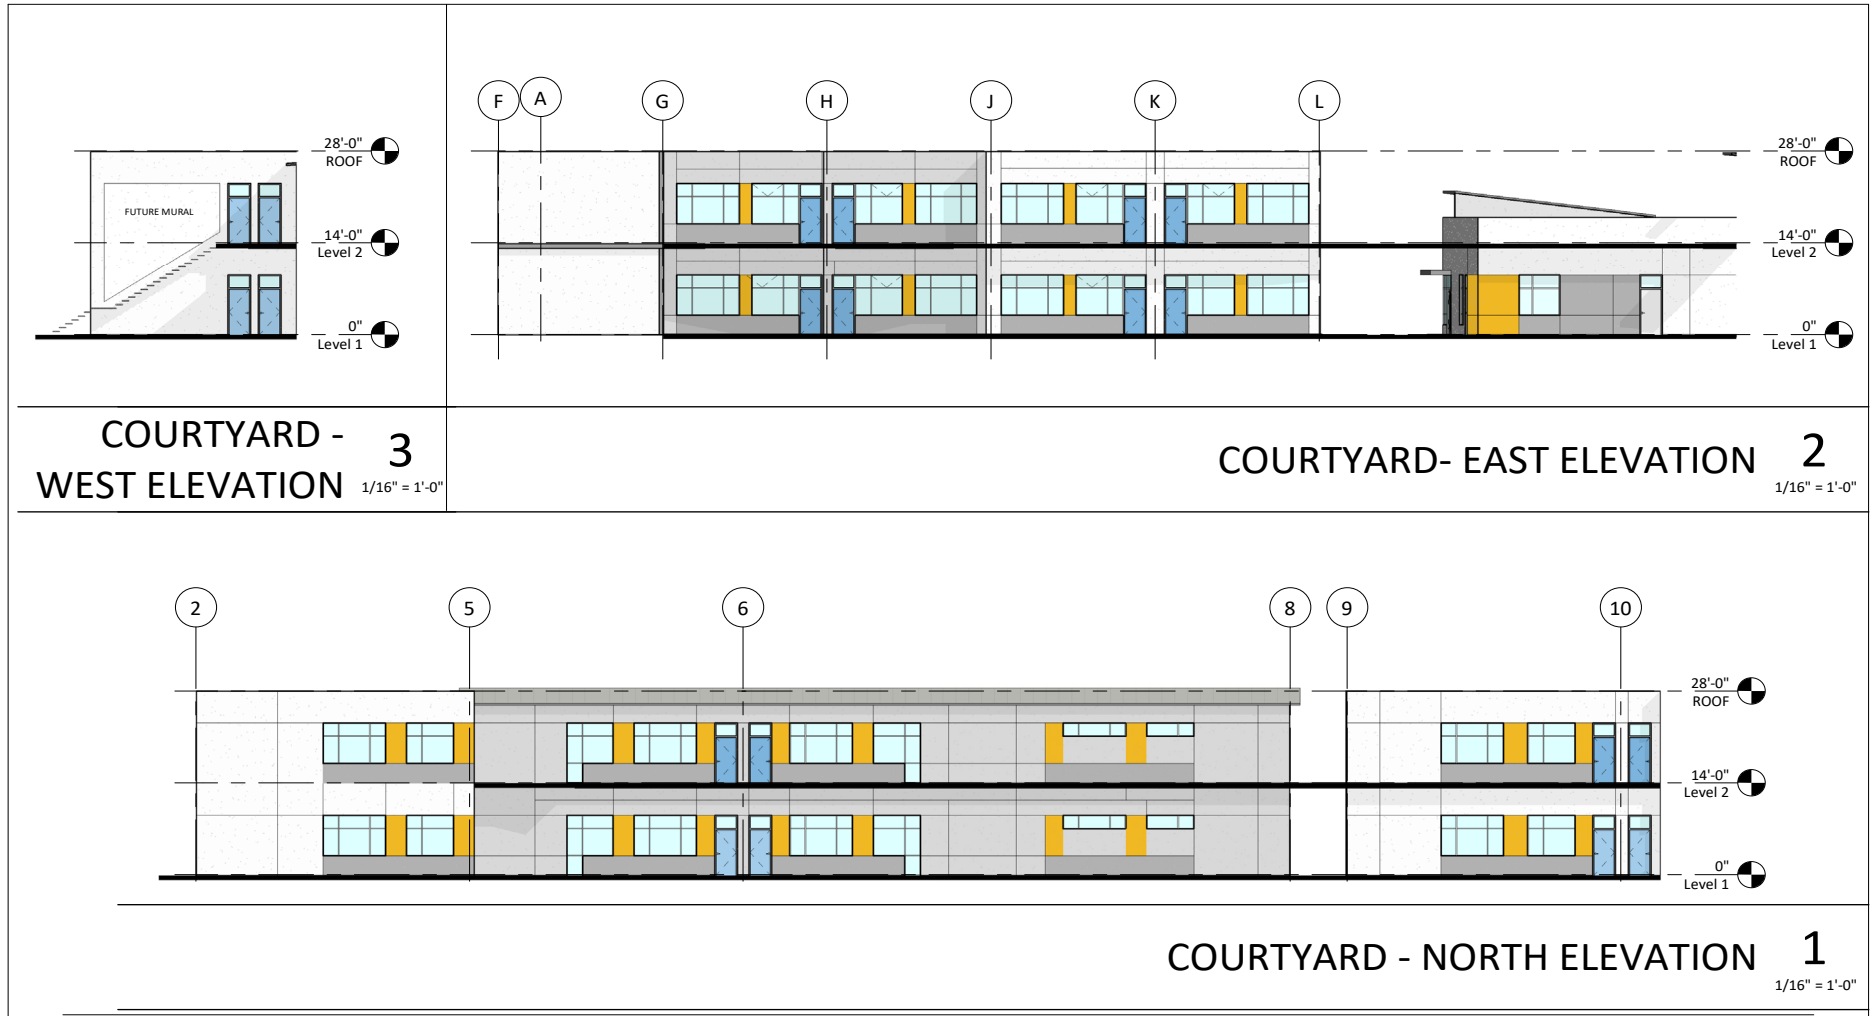 F
A
G
H
J
K
L
28'-0"
ROOF
FUTURE MURAL
14'-0"
Level 2
0"
Level 1
28'-0"
ROOF
14'-0"
Level 2
0"
Level 1
COURTYARD -
WEST ELEVATION
3
1/16" = 1'-0"
COURTYARD- EAST ELEVATION
2
1/16" = 1'-0"
2
5
6
8
9
10
28'-0"
ROOF
14'-0"
Level 2
0"
Level 1
COURTYARD - NORTH ELEVATION
1
1/16" = 1'-0"